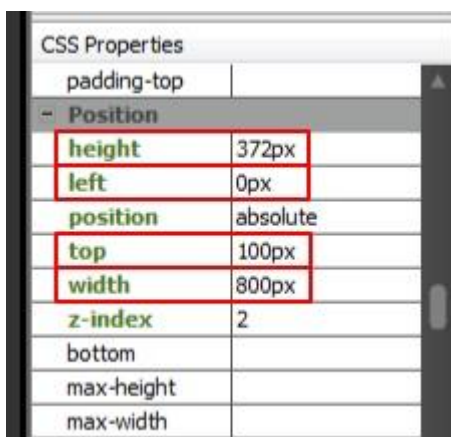 CSS Properties
padding-top
- Position
height 372px
left 0px
position absolute
top 100px
width 800px
z-index 2
bottom
max-height
max-width